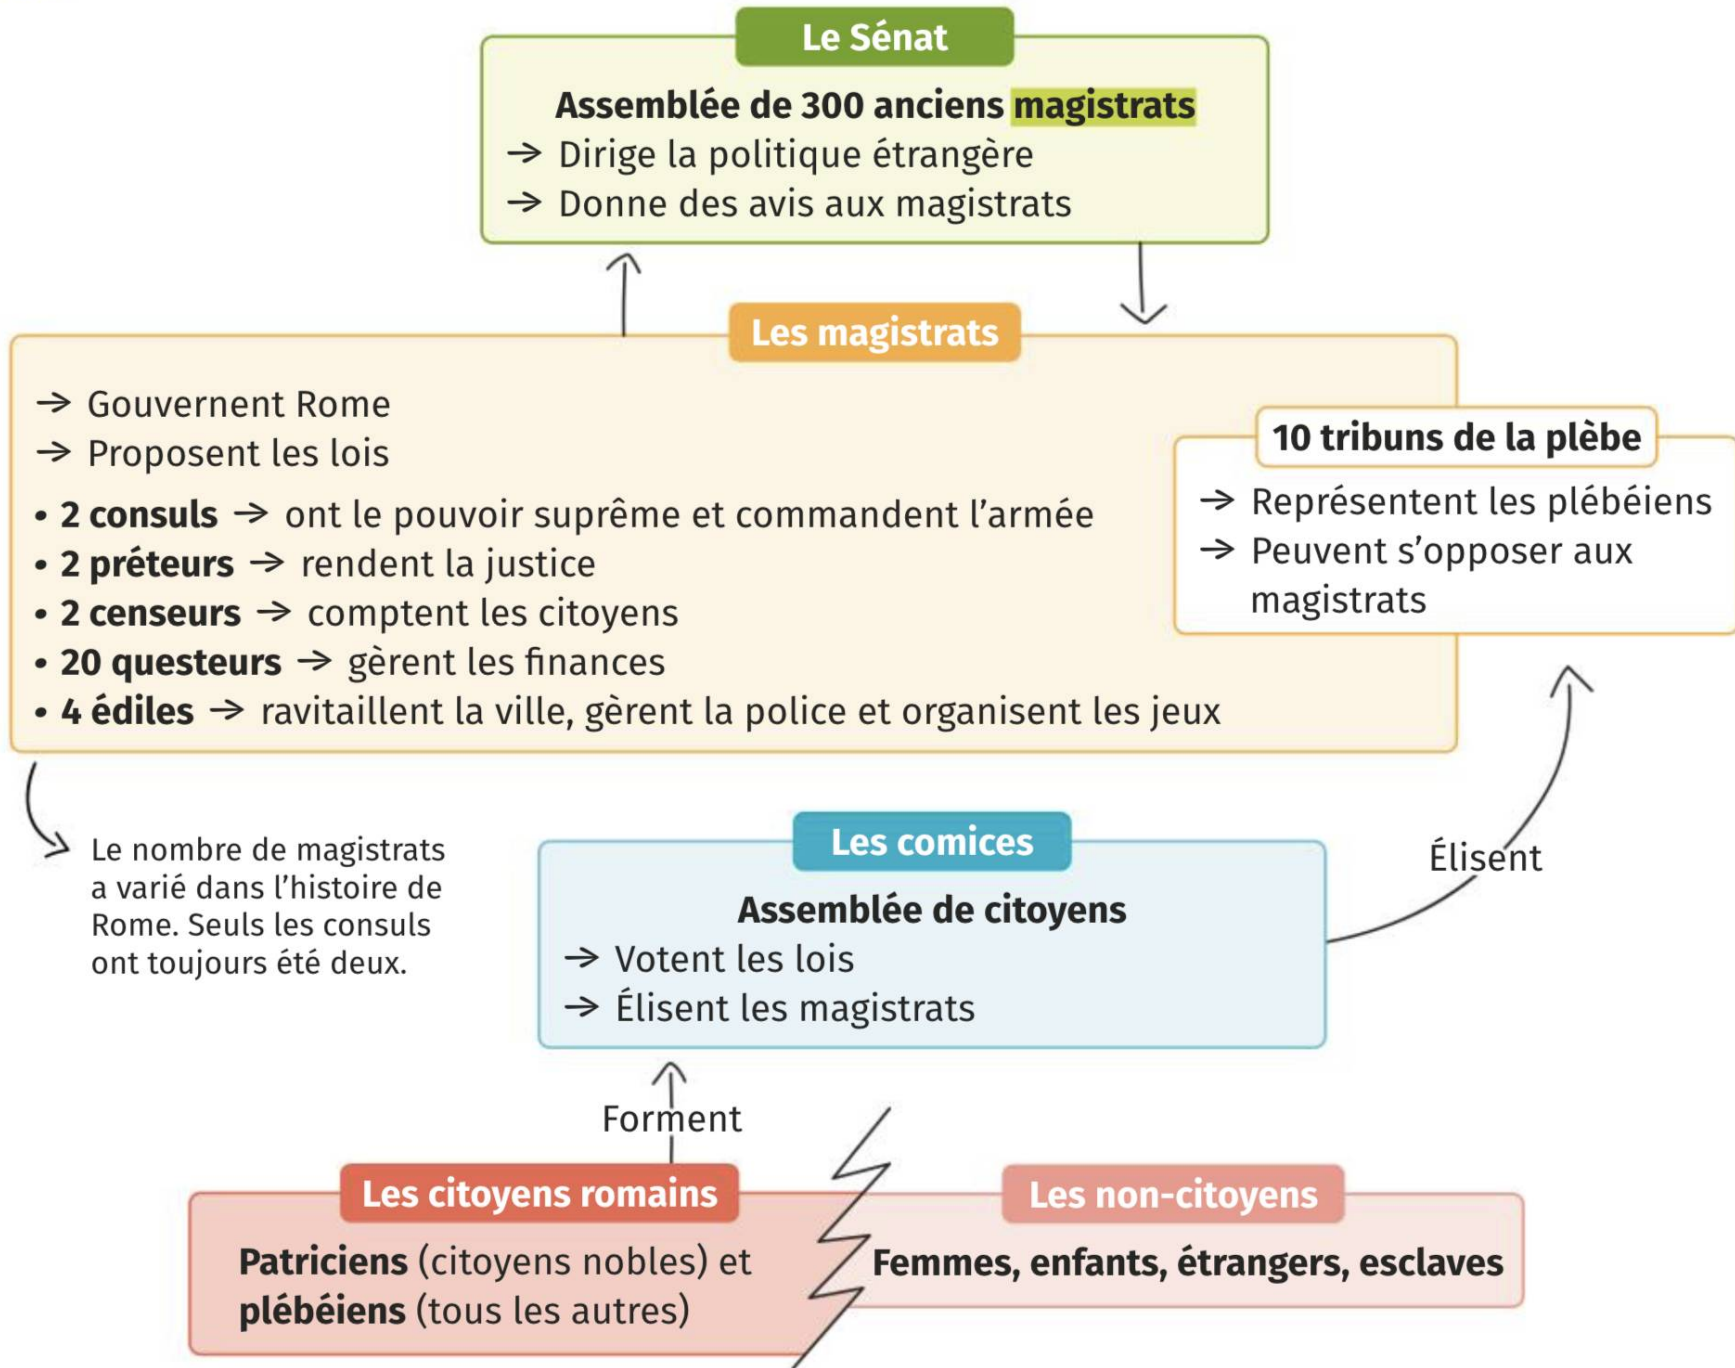 Le Sénat
Assemblée de 300 anciens magistrats
→ Dirige la politique étrangère
→ Donne des avis aux magistrats
Les magistrats
→ Gouvernent Rome
→ Proposent les lois
• 2 consuls → ont le pouvoir suprême et commandent l'armée
• 2 préteurs → rendent la justice
• 2 censeurs → comptent les citoyens
• 20 questeurs → gèrent les finances
• 4 édiles → ravitaillent la ville, gèrent la police et organisent les jeux
10 tribuns de la plèbe
→ Représentent les plébéiens
→ Peuvent s'opposer aux
magistrats
Le nombre de magistrats
a varié dans l'histoire de
Rome. Seuls les consuls
ont toujours été deux.
Les comices
Assemblée de citoyens
→ Votent les lois
→ Élisent les magistrats
Élisent
Forment
Les citoyens romains
Patriciens (citoyens nobles) et
plébéiens (tous les autres)
Les non-citoyens
Femmes, enfants, étrangers, esclaves